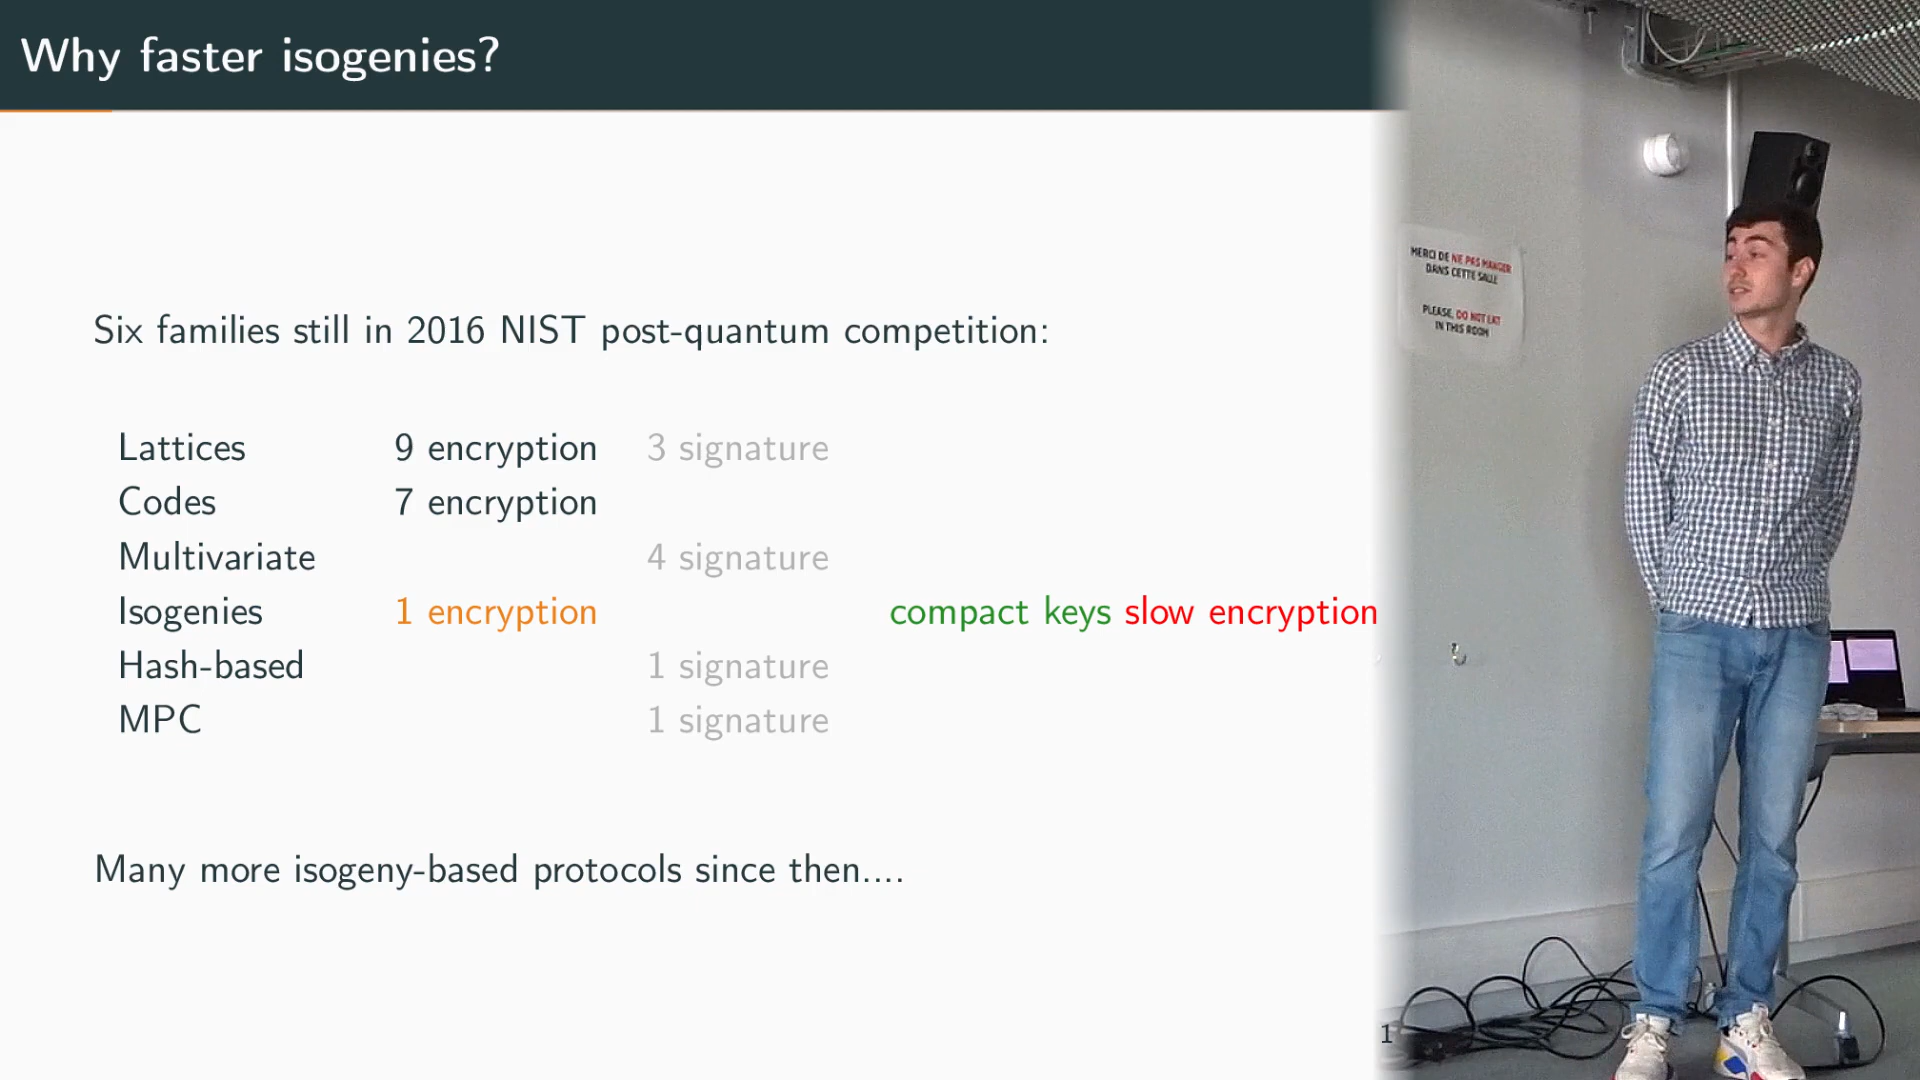 Why faster isogenies?
Six families still in 2016 NIST post-quantum competition:
Lattices 9 encryption 3 signature
Codes 7 encryption
Multivariate 4 signature
Isogenies 1 encryption compact keys slow encryption
Hash-based 1 signature
MPC 1 signature
Many more isogeny-based protocols since then....
1
MERCI DE NE PAS MANGER
DANS CETTE SALLE
PLEASE, DO NOT EAT
IN THIS ROOM